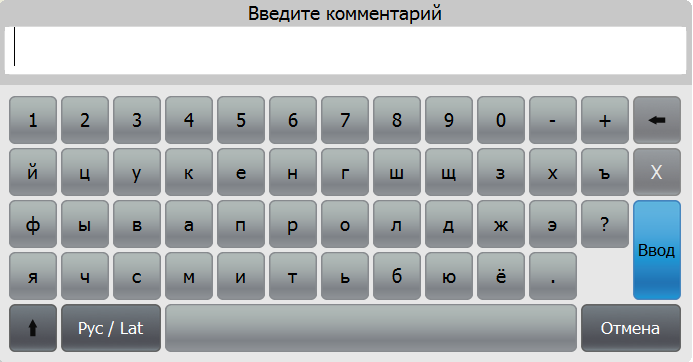 Введите комментарий
1 2 3 4 5 6 7 8 9 0 - +
й ц у к е н г ш щ з х ъ X
ф ы в а п р о л д ж э ? Ввод
я ч с м и т ь б ю ё .
Рус / Lat Отмена